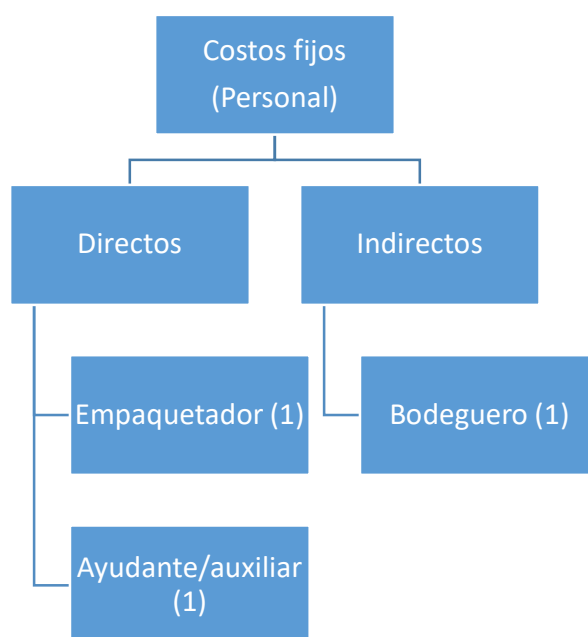 Costos fijos
(Personal)
Directos
Indirectos
Empaquetador (1)
Bodeguero (1)
Ayudante/auxiliar
(1)